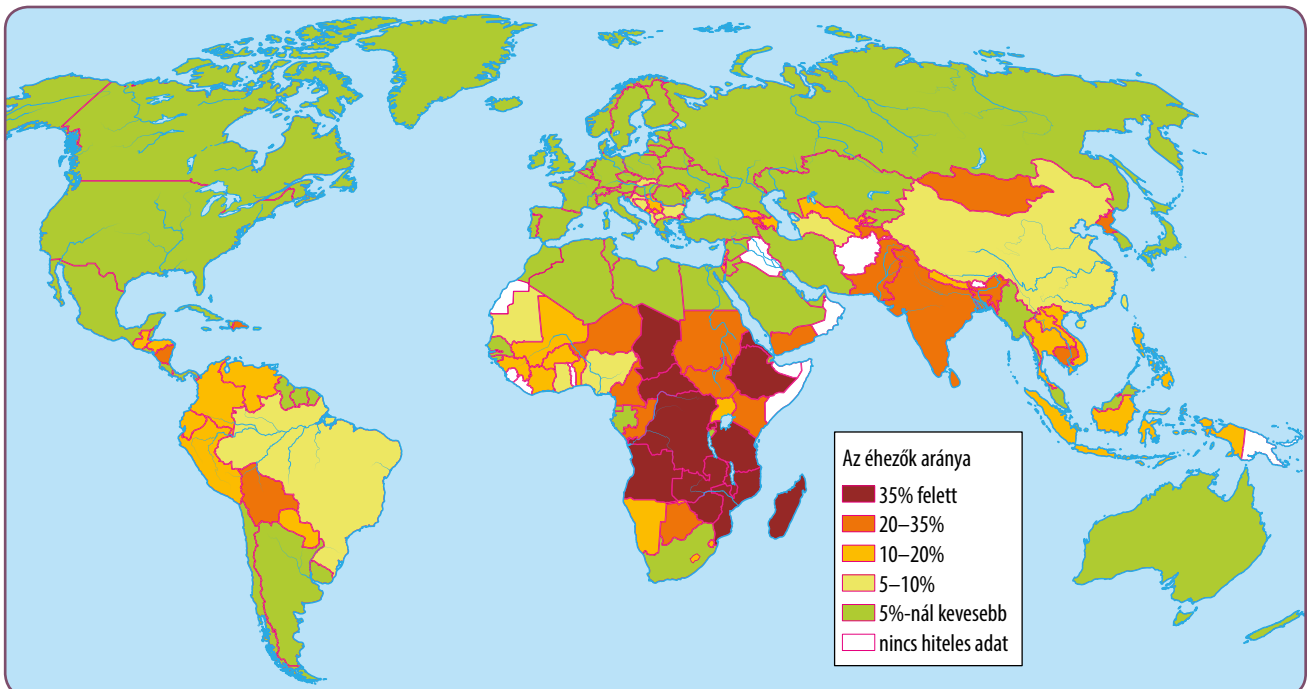 Az éhezők aránya
35% felett
20–35%
10–20%
5–10%
5%-nál kevesebb
nincs hiteles adat